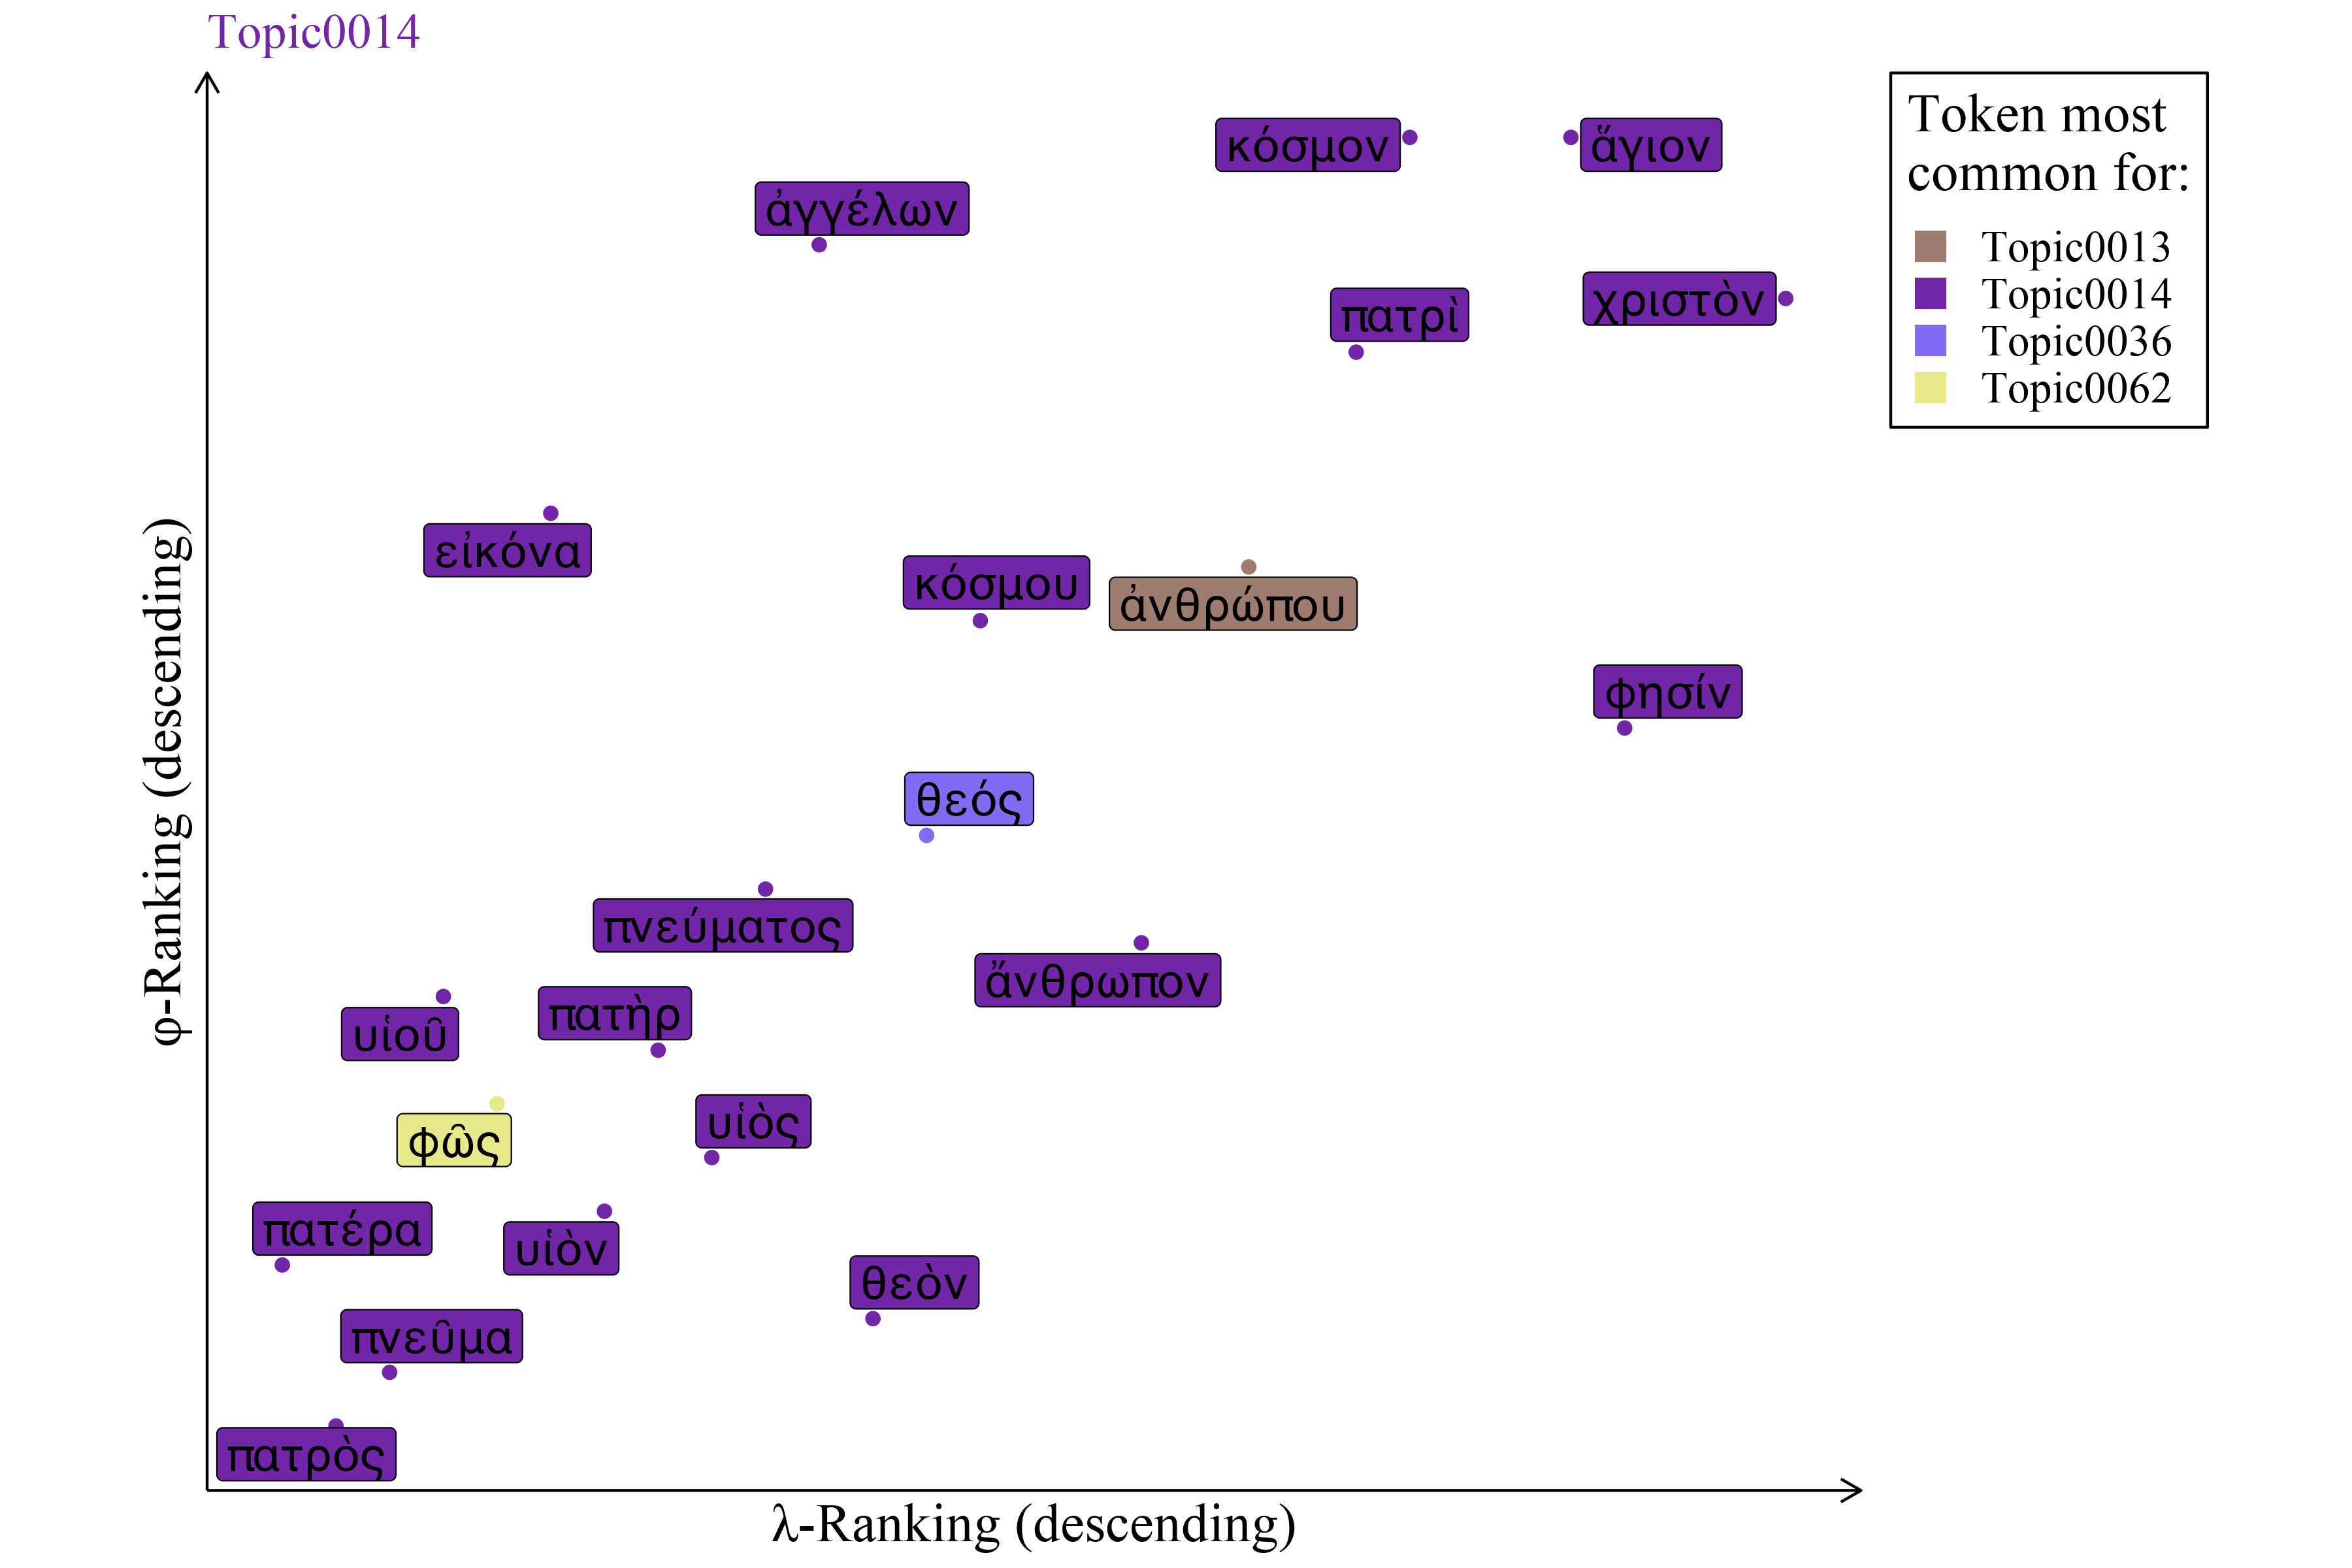 Topic0014
κόσμον
ἅγιον
ἀγγέλων
πατρὶ
χριστὸν
εἰκόνα
κόσμου
ἀνθρώπου
φησίν
θεός
πνεύματος
ἄνθρωπον
υἱοῦ
πατὴρ
υἱὸς
φῶς
πατέρα
υἱὸν
θεὸν
πνεῦμα
πατρὸς
φ-Ranking (descending)
λ-Ranking (descending)
Token most
common for:
Topic0013
Topic0014
Topic0036
Topic0062